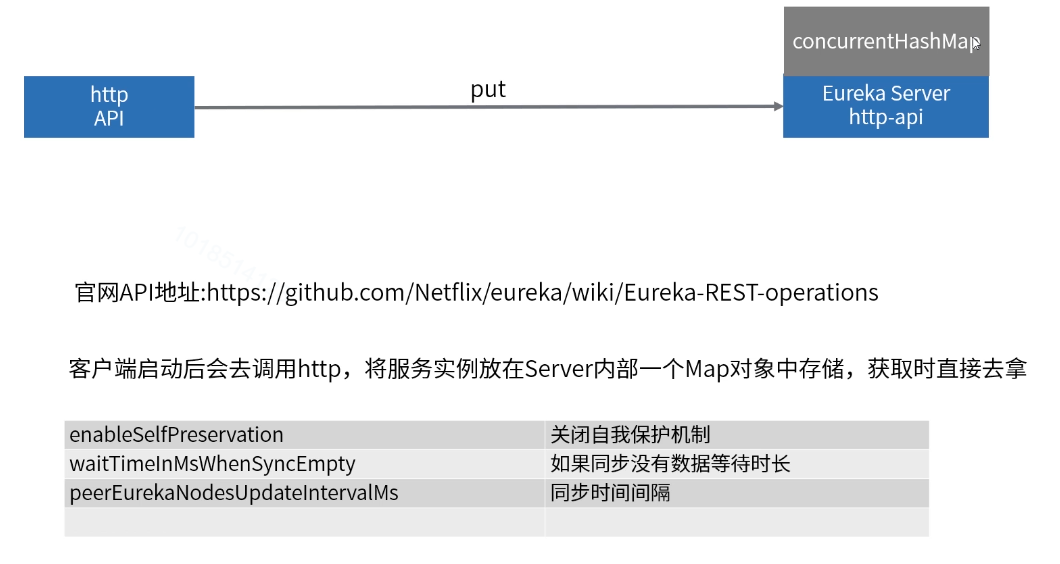 concurrentHashMap
http
API
put
Eureka Server
http-api
官网API地址:https://github.com/Netflix/eureka/wiki/Eureka-REST-operations
客户端启动后会去调用http，将服务实例放在Server内部一个Map对象中存储，获取时直接去拿
enableSelfPreservation 关闭自我保护机制
waitTimeInMsWhenSyncEmpty 如果同步没有数据等待时长
peerEurekaNodesUpdateIntervalMs 同步时间间隔